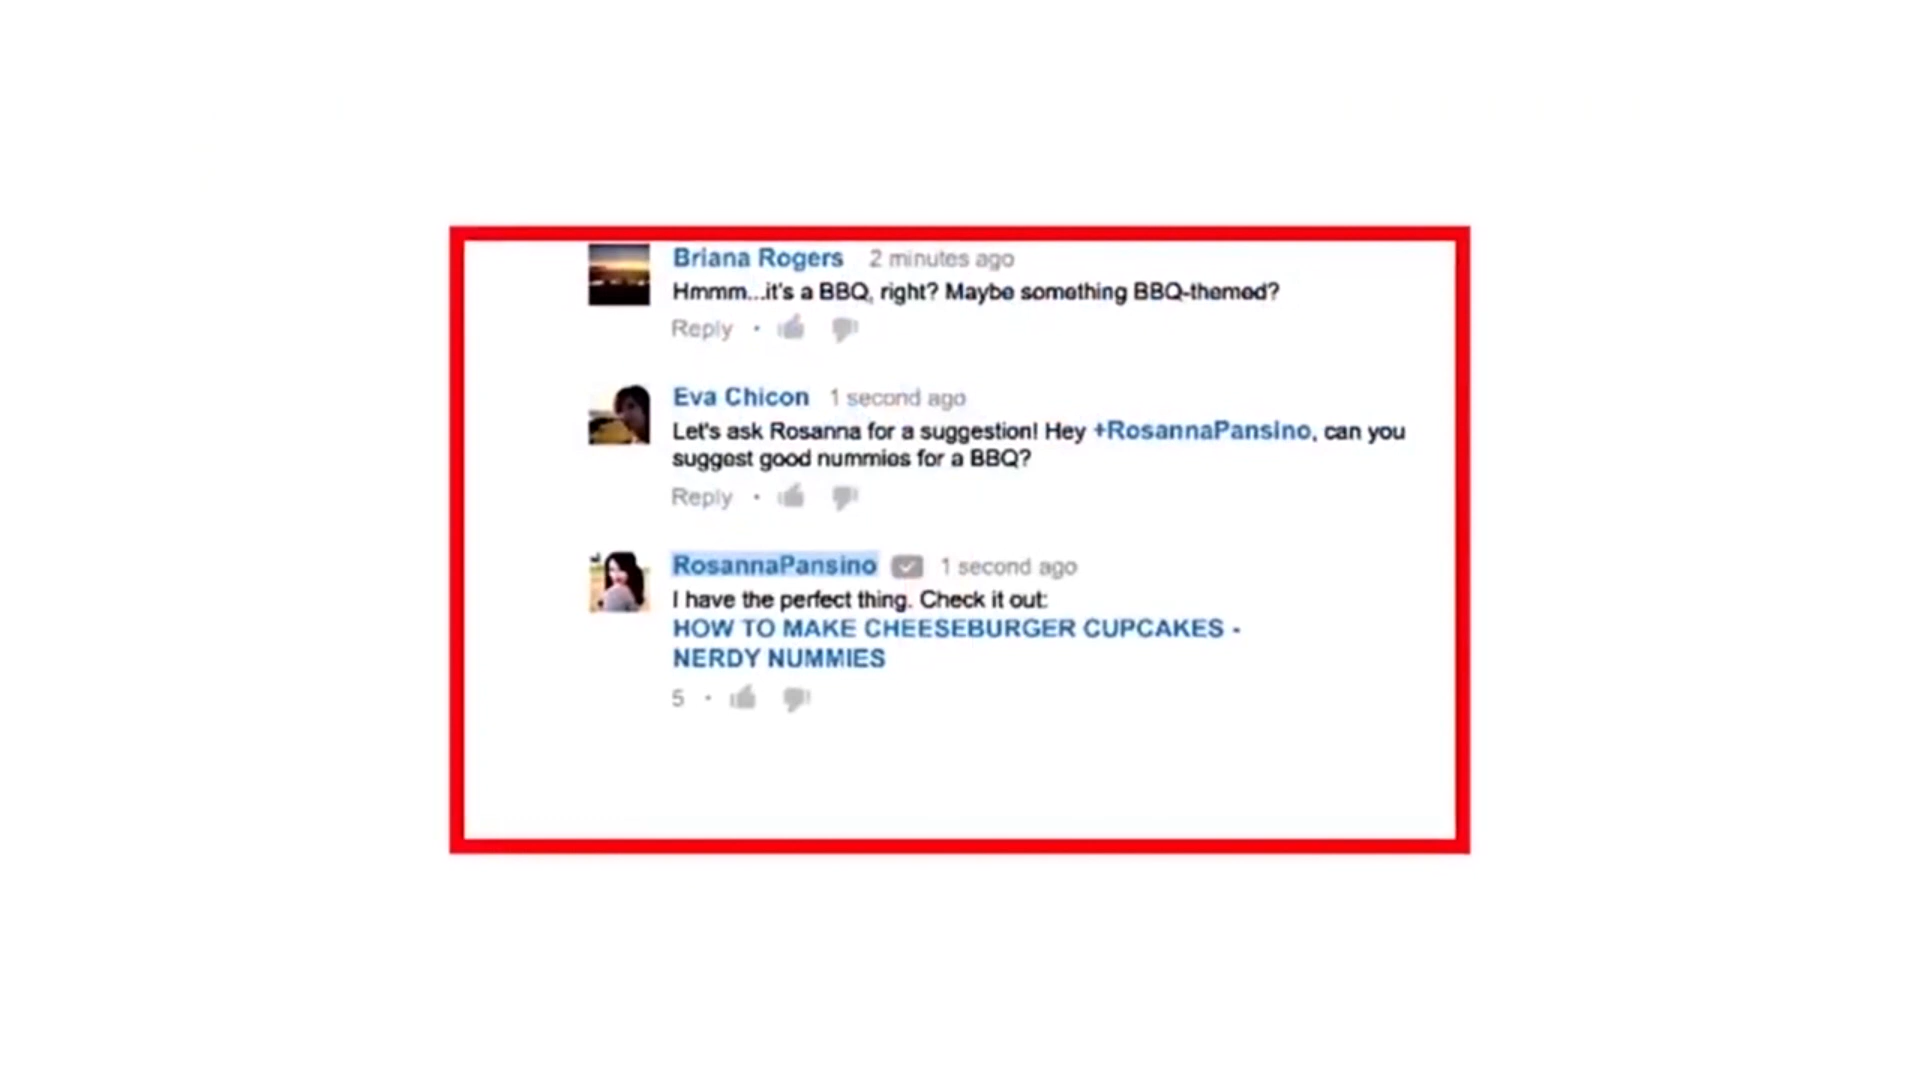 Briana Rogers 2 minutes ago
Hmmm...it's a BBQ, right? Maybe something BBQ-themed?
Reply •
Eva Chicon 1 second ago
Let's ask Rosanna for a suggestion! Hey +RosannaPansino, can you
suggest good nummies for a BBQ?
Reply •
RosannaPansino 1 second ago
I have the perfect thing. Check it out:
HOW TO MAKE CHEESEBURGER CUPCAKES -
NERDY NUMMIES
5 •